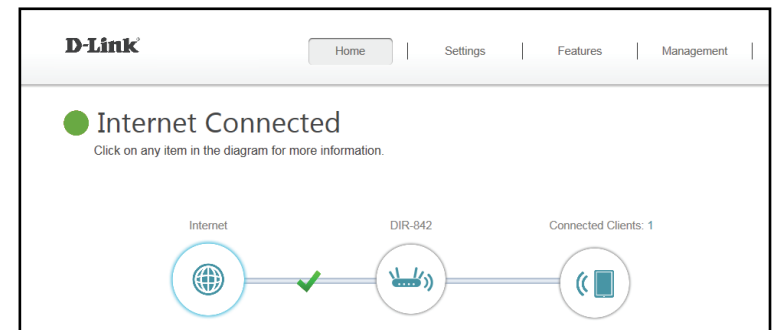 D-Link
Home Settings Features Management
Internet Connected
Click on any item in the diagram for more information.
Internet DIR-842 Connected Clients: 1